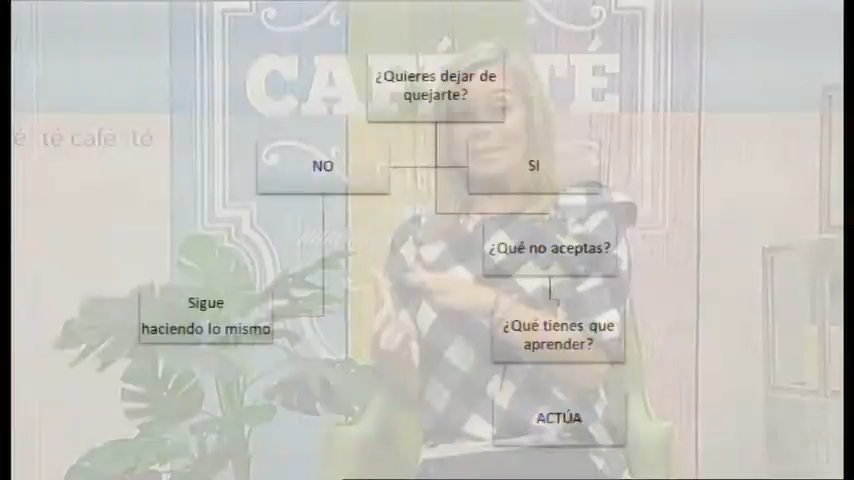 CAFÉ TÉ
¿Quieres dejar de
quejarte?
té café té
NO
SI
¿Qué no aceptas?
Sigue
haciendo lo mismo
¿Qué tienes que
aprender?
ACTÚA